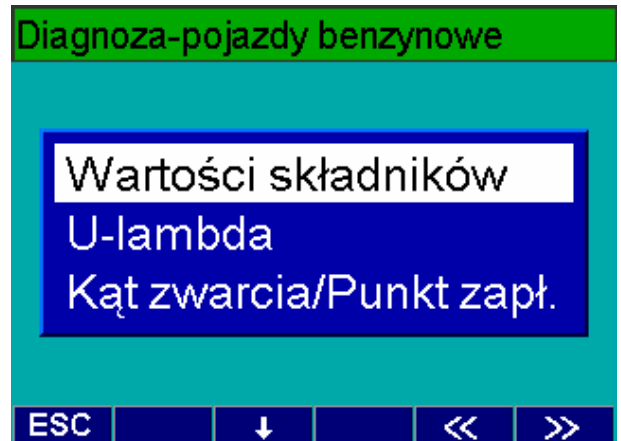 Diagnoza-pojazdy benzynowe
Wartości składników
U-lambda
Kąt zwarcia/Punkt zapł.
ESC ↓ << >>